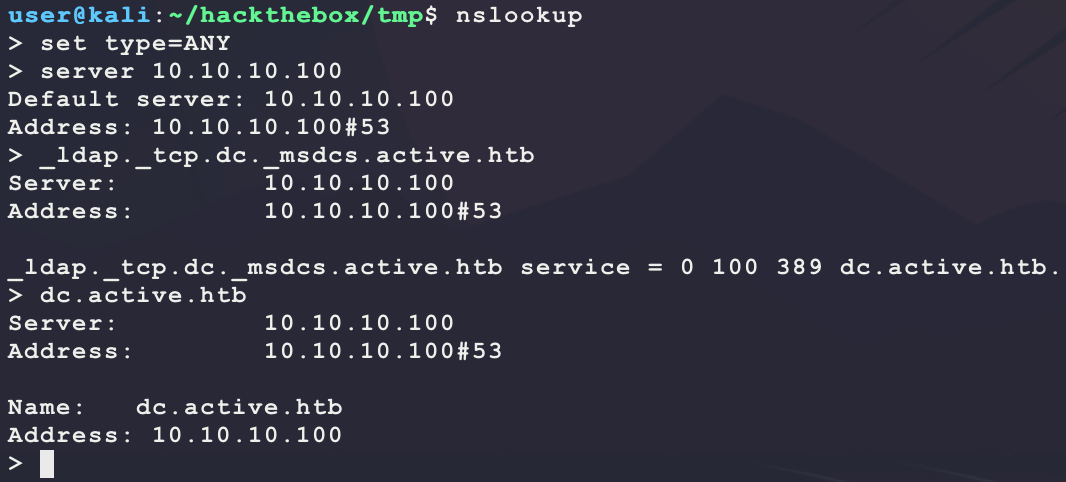 user@kali:~/hackthebox/tmp$ nslookup
> set type=ANY
> server 10.10.10.100
Default server: 10.10.10.100
Address: 10.10.10.100#53
> _ldap._tcp.dc._msdcs.active.htb
Server:         10.10.10.100
Address:        10.10.10.100#53

_ldap._tcp.dc._msdcs.active.htb service = 0 100 389 dc.active.htb.
> dc.active.htb
Server:         10.10.10.100
Address:        10.10.10.100#53

Name:   dc.active.htb
Address: 10.10.10.100
>